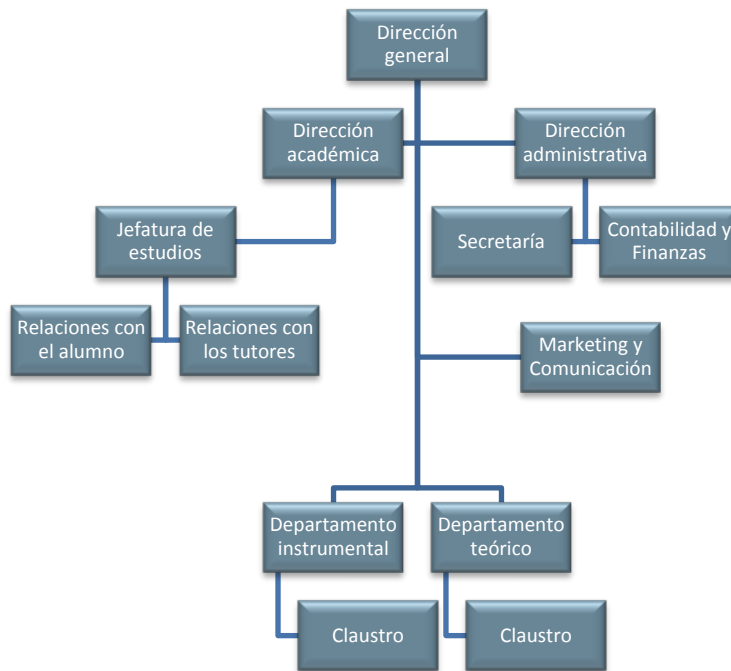 Dirección
general
Dirección
académica
Dirección
administrativa
Jefatura de
estudios
Secretaría
Contabilidad y
Finanzas
Relaciones con
el alumno
Relaciones con
los tutores
Marketing y
Comunicación
Departamento
instrumental
Departamento
teórico
Claustro
Claustro